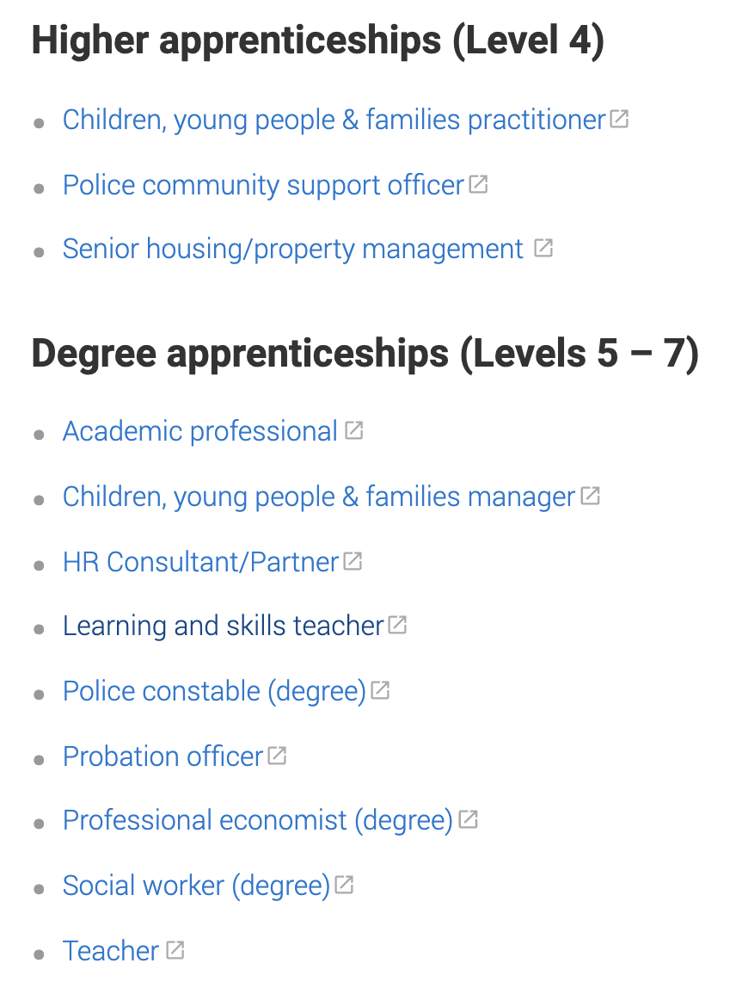 Higher apprenticeships (Level 4)
Children, young people & families practitioner
Police community support officer
Senior housing/property management
Degree apprenticeships (Levels 5 – 7)
Academic professional
Children, young people & families manager
HR Consultant/Partner
Learning and skills teacher
Police constable (degree)
Probation officer
Professional economist (degree)
Social worker (degree)
Teacher